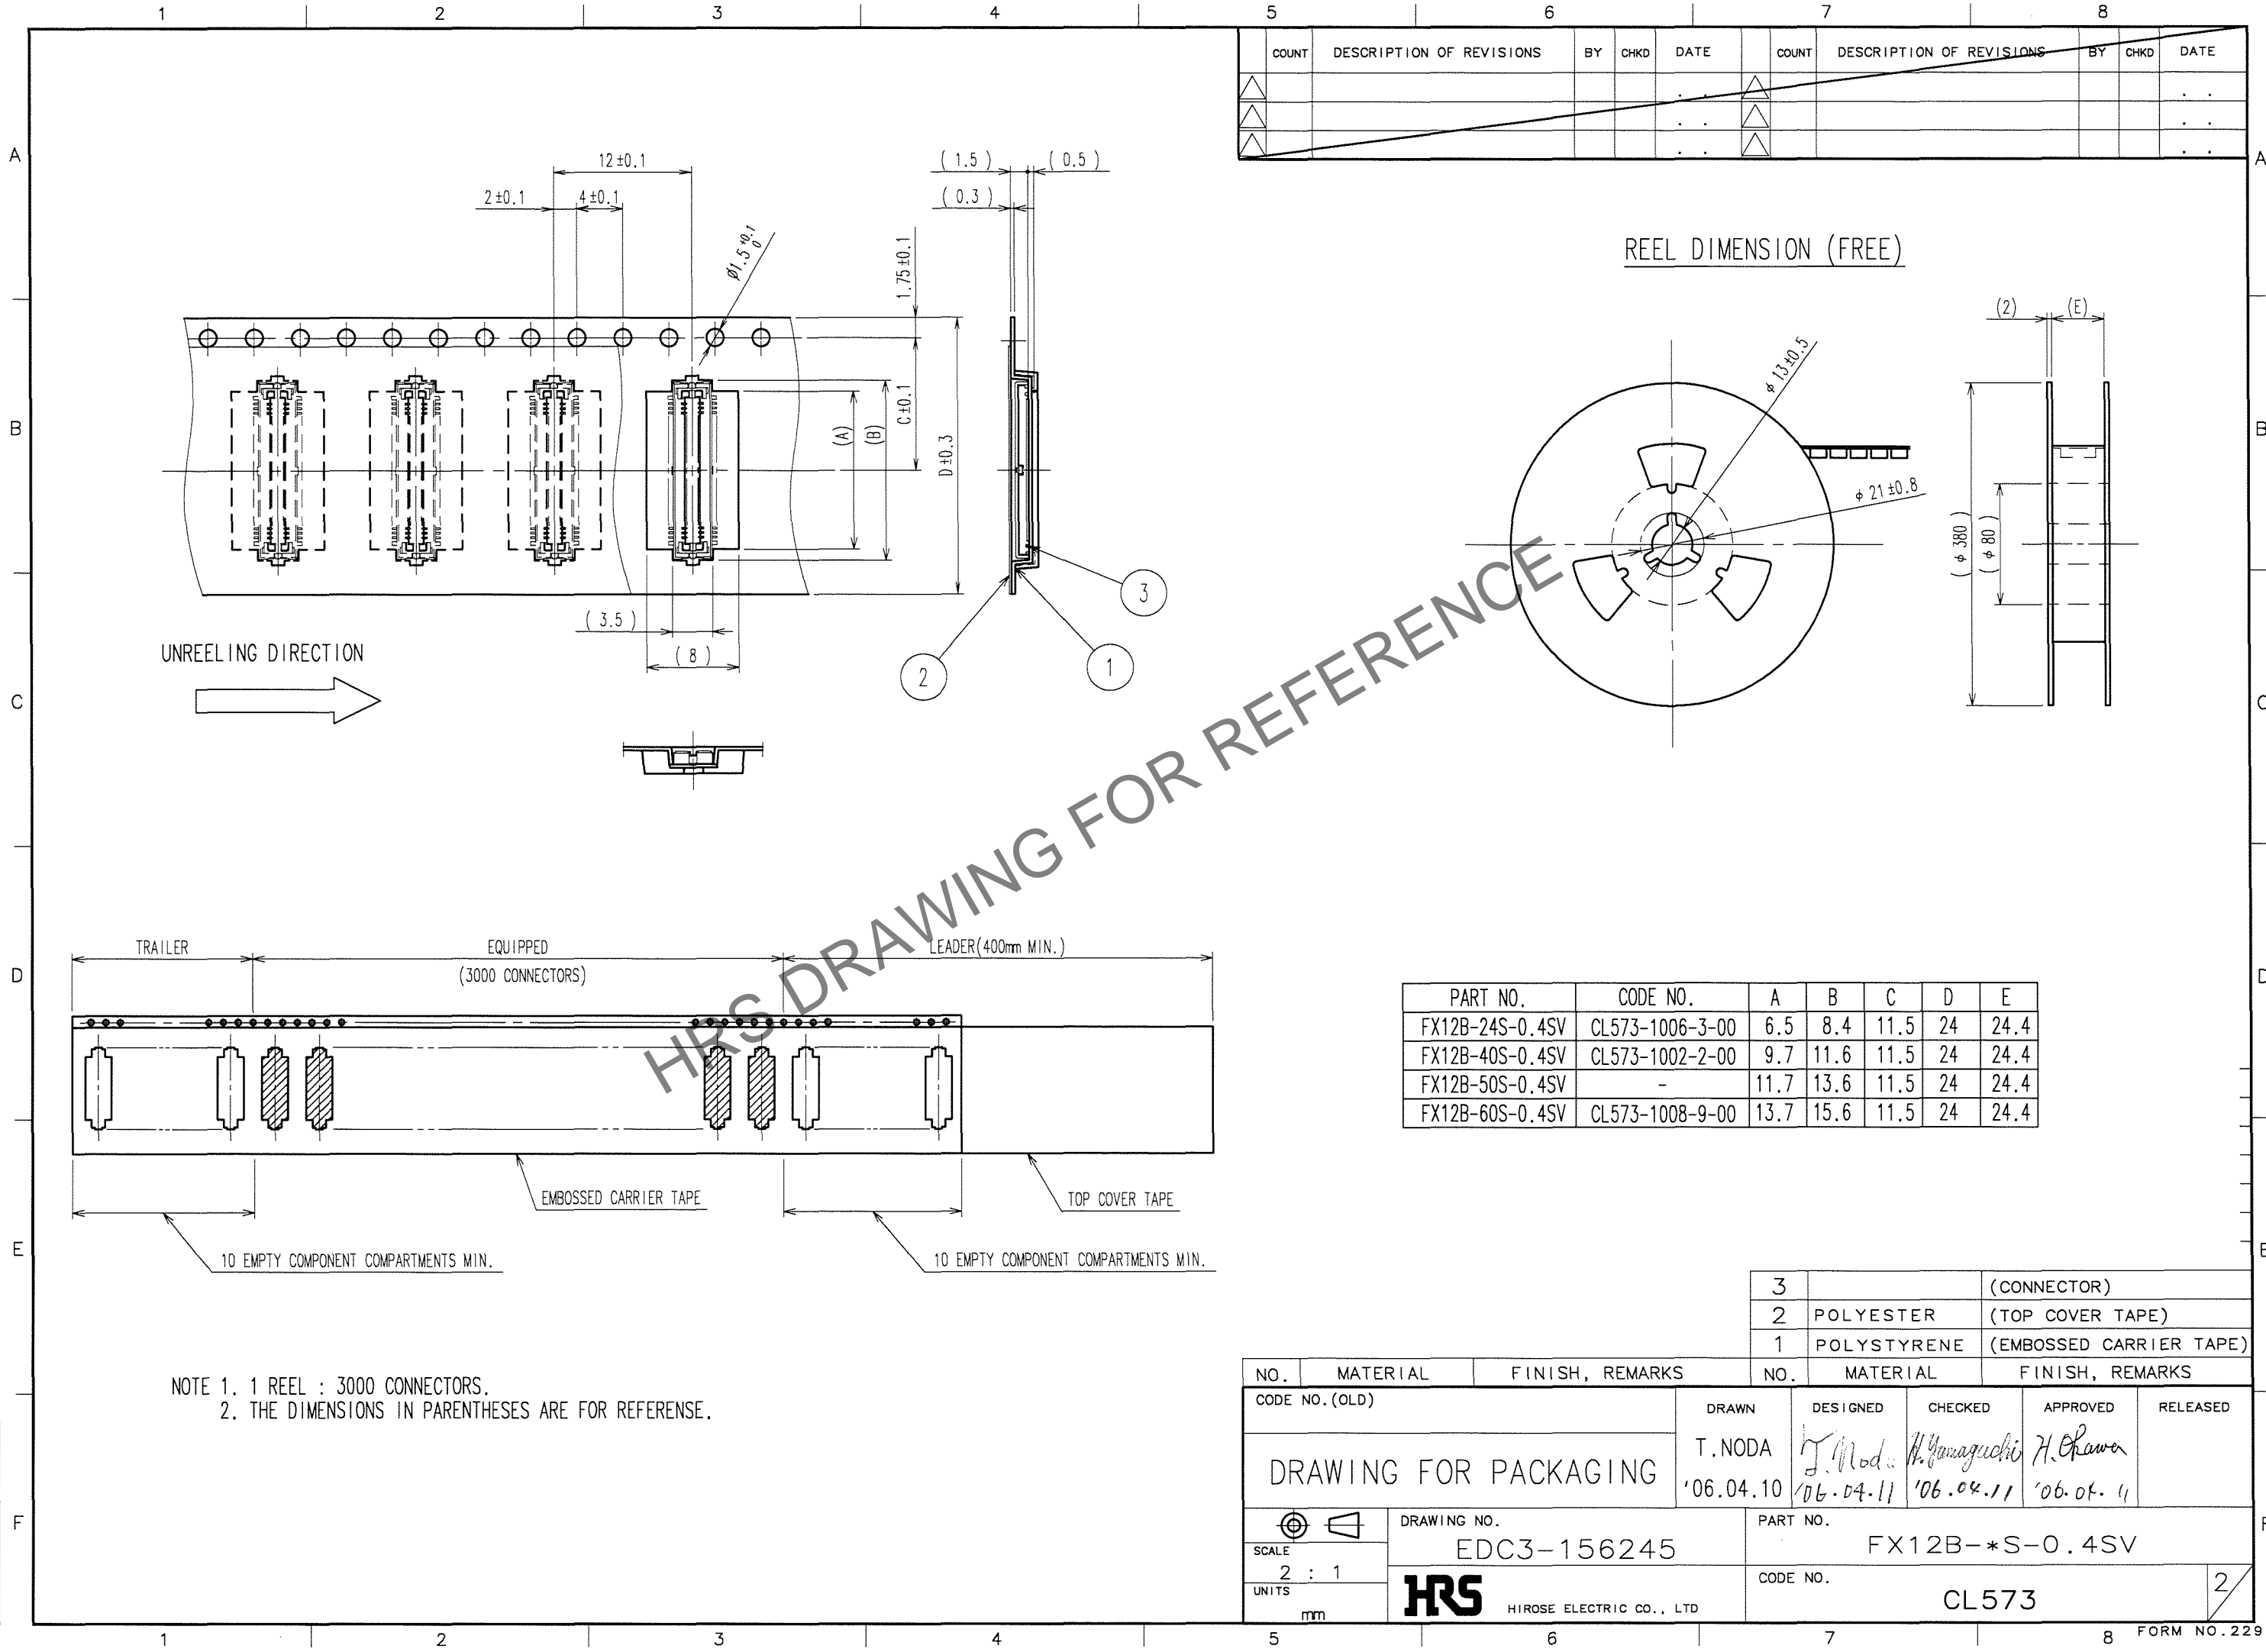 1 2 3 4 5 6 7 8
COUNT DESCRIPTION OF REVISIONS BY CHKD DATE COUNT DESCRIPTION OF REVISIONS BY CHKD DATE
A A
B B
C C
D D
E E
F F
12±0.1
2±0.1
4±0.1
Ø1.5 +0.1 0
1.75±0.1
C±0.1
D±0.3
(A)
(B)
( 3.5 )
( 8 )
( 1.5 )
( 0.5 )
( 0.3 )
3
1
2
UNREELING DIRECTION
REEL DIMENSION (FREE)
(2)
(E)
φ 13±0.5
φ 21±0.8
( φ 380 )
( φ 80 )
HRS DRAWING FOR REFERENCE
TRAILER
EQUIPPED
(3000 CONNECTORS)
LEADER(400mm MIN.)
EMBOSSED CARRIER TAPE
TOP COVER TAPE
10 EMPTY COMPONENT COMPARTMENTS MIN.
10 EMPTY COMPONENT COMPARTMENTS MIN.
PART NO. CODE NO. A B C D E
FX12B-24S-0.4SV CL573-1006-3-00 6.5 8.4 11.5 24 24.4
FX12B-40S-0.4SV CL573-1002-2-00 9.7 11.6 11.5 24 24.4
FX12B-50S-0.4SV - 11.7 13.6 11.5 24 24.4
FX12B-60S-0.4SV CL573-1008-9-00 13.7 15.6 11.5 24 24.4
NOTE 1. 1 REEL : 3000 CONNECTORS.
2. THE DIMENSIONS IN PARENTHESES ARE FOR REFERENSE.
3 (CONNECTOR)
2 POLYESTER (TOP COVER TAPE)
1 POLYSTYRENE (EMBOSSED CARRIER TAPE)
NO. MATERIAL FINISH, REMARKS NO. MATERIAL FINISH, REMARKS
CODE NO.(OLD)
DRAWING FOR PACKAGING
DRAWN DESIGNED CHECKED APPROVED RELEASED
T.NODA T. Noda H. Yamaguchi
'06.04.10 '06.04.11 '06.04.11 '06.04.11
SCALE
2 : 1
UNITS
mm
DRAWING NO.
EDC3-156245
PART NO.
FX12B-*S-0.4SV
HRS HIROSE ELECTRIC CO., LTD
CODE NO.
CL573
2
1 2 3 4 5 6 7 8
FORM NO.229